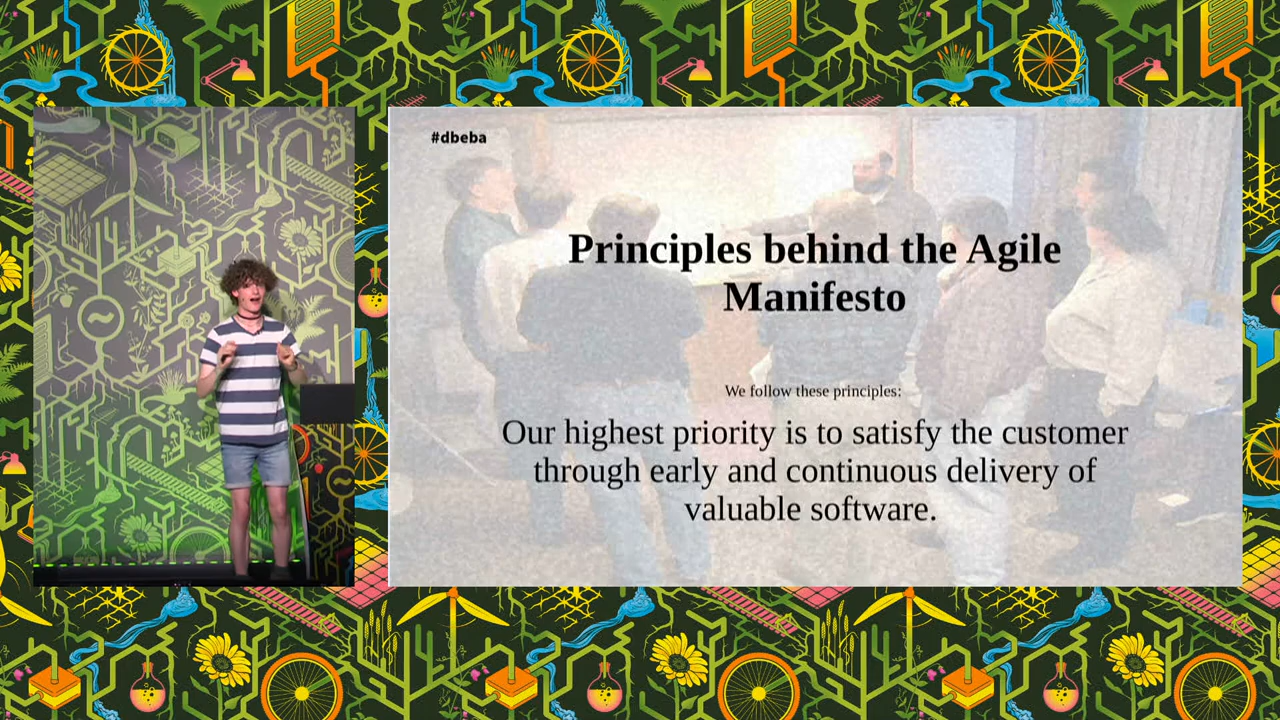 #dbeba
Principles behind the Agile
Manifesto
We follow these principles:
Our highest priority is to satisfy the customer
through early and continuous delivery of
valuable software.